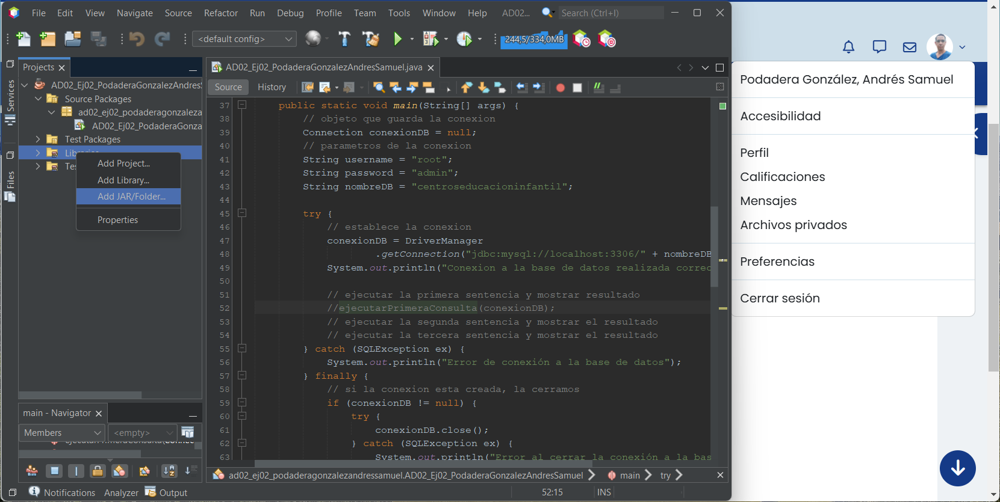 File Edit View Navigate Source Refactor Run Debug Profile Team Tools Window Help AD02... Search (Ctrl+I)
<default config> 244,5/334,0MB
Services
Files
Projects
AD02_Ej02_PodaderaGonzalezAndresS
Source Packages
ad02_ej02_podaderagonzaleza
AD02_Ej02_PodaderaGonza
Test Packages
Libraries
Tes
Add Project...
Add Library...
Add JAR/Folder...
Properties
AD02_Ej02_PodaderaGonzalezAndresSamuel.java
Source History
37 public static void main(String[] args) {
38 // objeto que guarda la conexion
39 Connection conexionDB = null;
40 // parametros de la conexion
41 String username = "root";
42 String password = "admin";
43 String nombreDB = "centroseducacioninfantil";
44
45 try {
46 // establece la conexion
47 conexionDB = DriverManager
48 .getConnection("jdbc:mysql://localhost:3306/" + nombreDB
49 System.out.println("Conexion a la base de datos realizada correc
50
51 // ejecutar la primera sentencia y mostrar resultado
52 //ejecutarPrimeraConsulta(conexionDB);
53 // ejecutar la segunda sentencia y mostrar el resultado
54 // ejecutar la tercera sentencia y mostrar el resultado
55 } catch (SQLException ex) {
56 System.out.println("Error de conexión a la base de datos");
57 } finally {
58 // si la conexion esta creada, la cerramos
59 if (conexionDB != null) {
60 try {
61 conexionDB.close();
62 } catch (SQLException ex) {
63 System.out.println("Error al cerrar la conexión a la bas
main - Navigator
Members <empty>
ejecutarPrimeraConsulta(Connec
ad02_ej02_podaderagonzalezandressamuel.AD02_Ej02_PodaderaGonzalezAndresSamuel main try
Notifications Analyzer Output 52:15 INS
Podadera González, Andrés Samuel
Accesibilidad
Perfil
Calificaciones
Mensajes
Archivos privados
Preferencias
Cerrar sesión